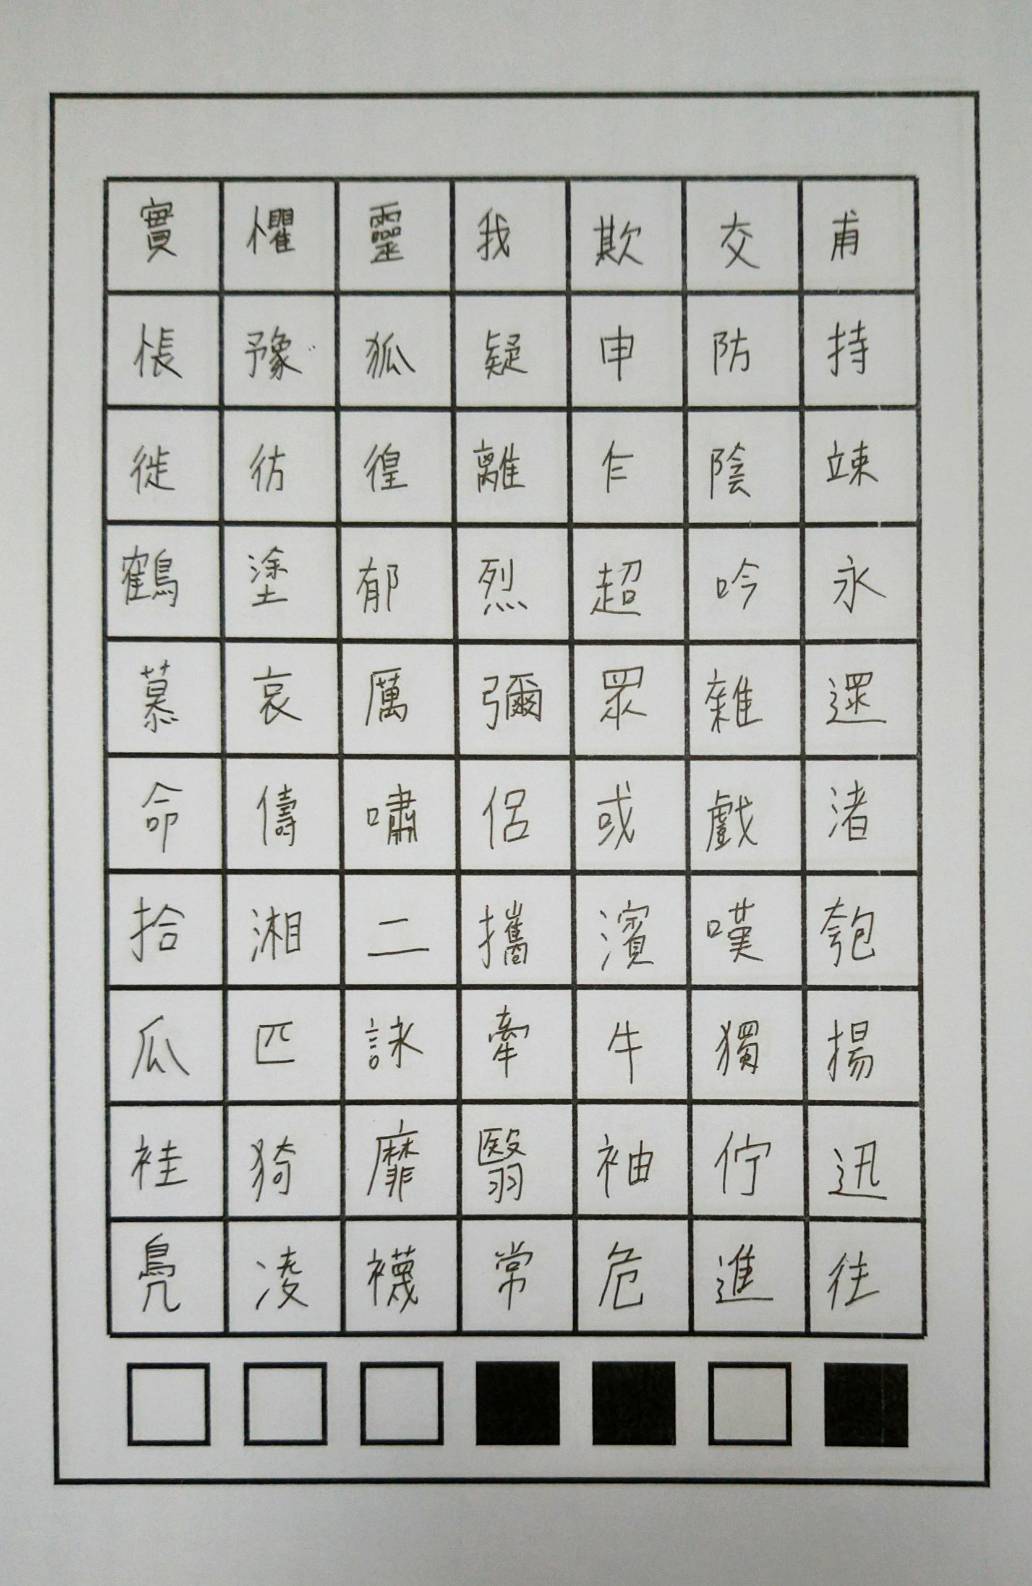 實懼靈我欺交甫
悵豫狐疑申防持
徙彷徨離乍陰竦
鶴塗郁烈超吟永
慕哀厲彌眾雜遝
命儔嘯侶或戲渚
拾湘二攜濱嘆匏
瓜匹詠牽牛獨揚
袿猗靡翳袖佇迅
鳧凌襪常危進往